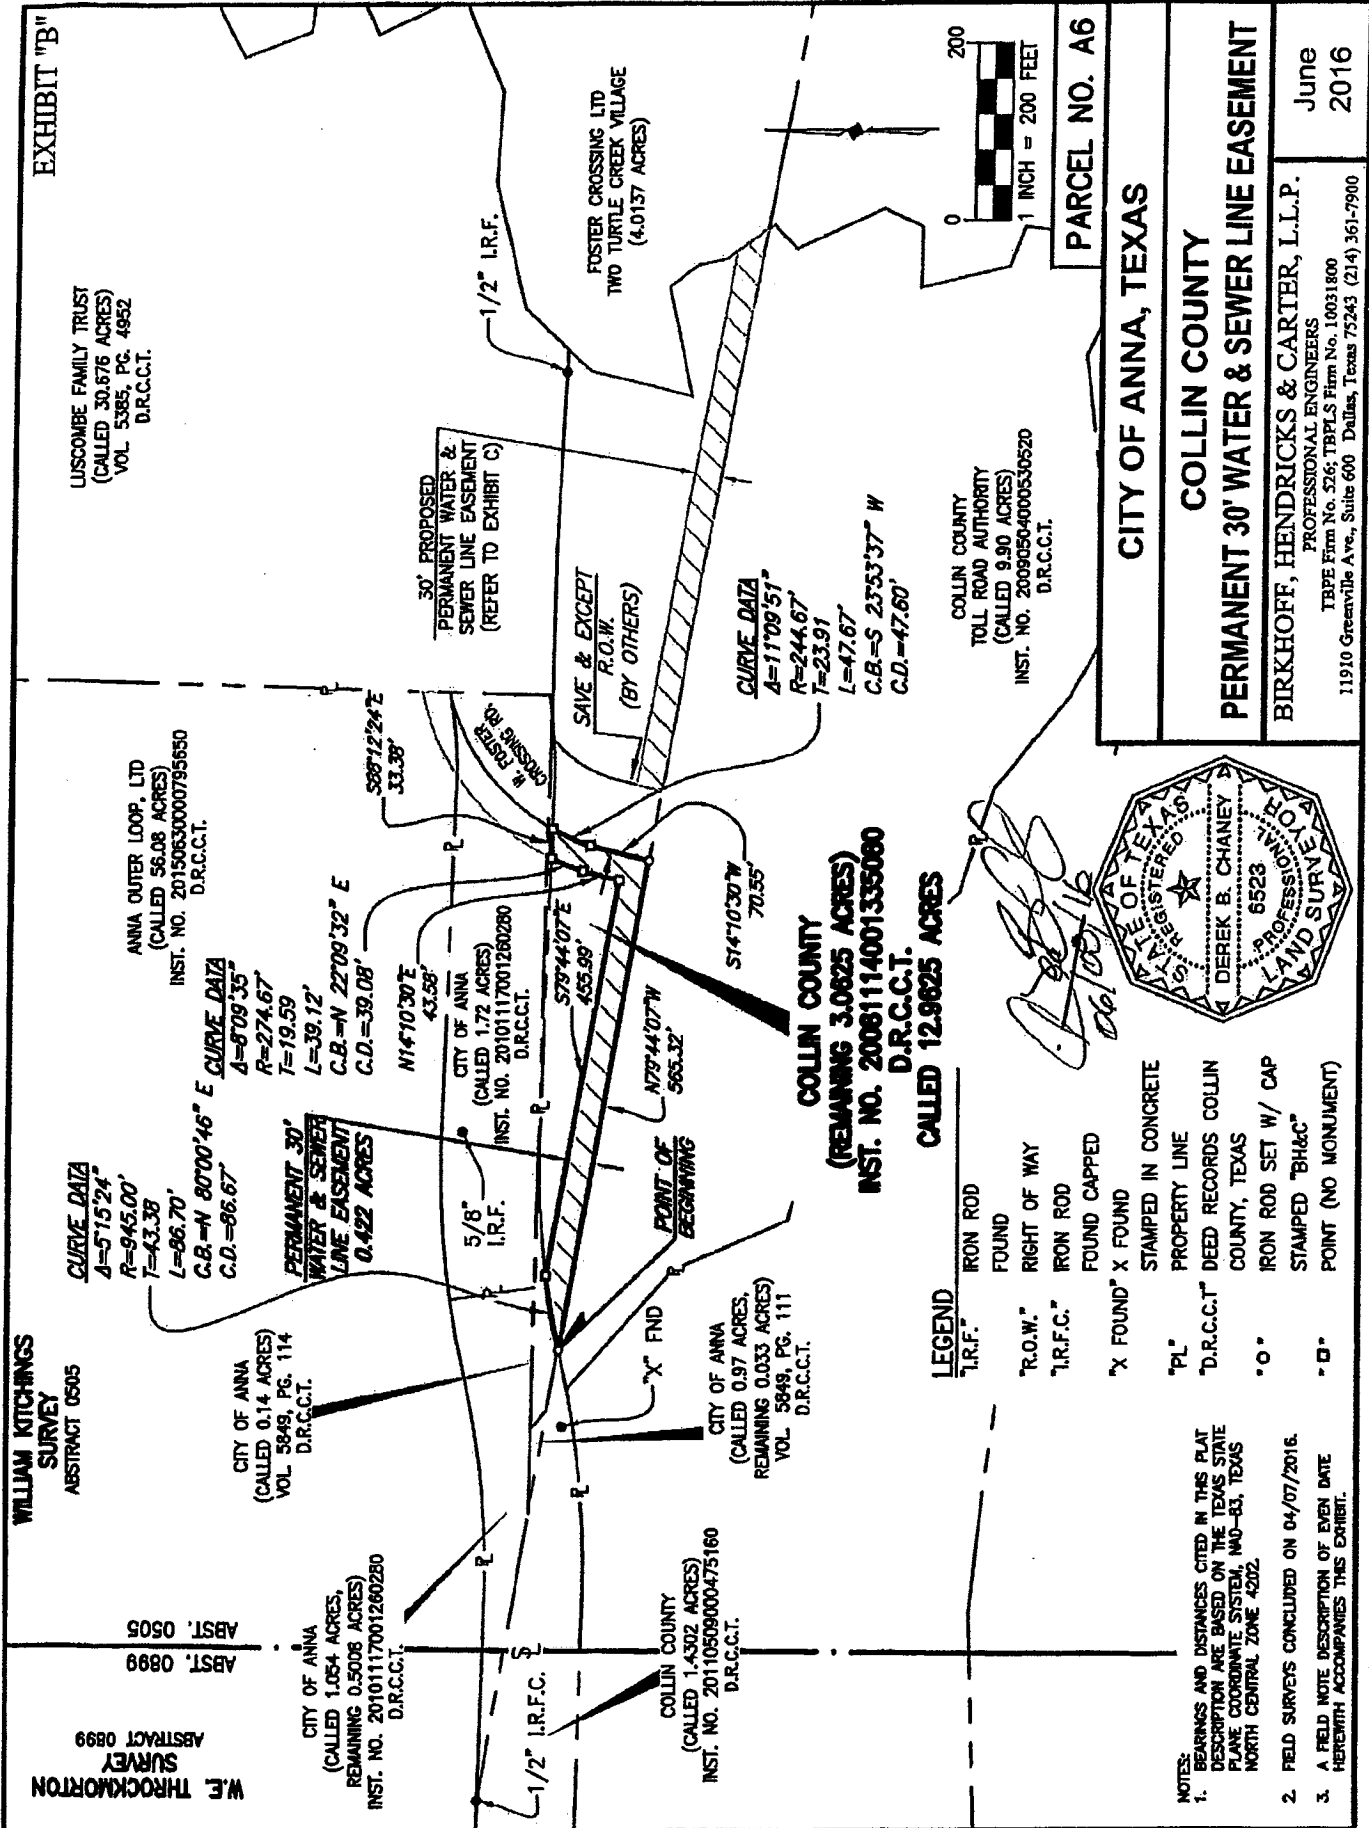 EXHIBIT "B"
WILLIAM KITCHINGS
SURVEY
ABSTRACT 0505
W.E. THROCKMORTON
SURVEY
ABSTRACT 0899
ABST. 0899
ABST. 0505
LUSCOMBE FAMILY TRUST
(CALLED 30.676 ACRES)
VOL. 5385, PG. 4952
D.R.C.C.T.
ANNA OUTER LOOP, LTD
(CALLED 56.08 ACRES)
INST. NO. 20150630000795650
D.R.C.C.T.
CURVE DATA
Δ=5°15'24"
R=945.00'
T=43.38
L=86.70'
C.B.=N 80°00'46" E
C.D.=86.67'
CURVE DATA
Δ=8°09'35"
R=274.67'
T=19.59
L=39.12'
C.B.=N 22°09'32" E
C.D.=39.08'
S88°12'24"E
33.38'
N14°10'30"E
43.58'
CITY OF ANNA
(CALLED 0.14 ACRES)
VOL. 5849, PG. 114
D.R.C.C.T.
PERMANENT 30'
WATER & SEWER
LINE EASEMENT
0.422 ACRES
5/8"
I.R.F.
CITY OF ANNA
(CALLED 1.72 ACRES)
INST. NO. 20101117001260280
D.R.C.C.T.
W. FOSTER
CROSSING RD.
30' PROPOSED
PERMANENT WATER &
SEWER LINE EASEMENT
(REFER TO EXHIBIT C)
1/2" I.R.F.
FOSTER CROSSING LTD
TWO TURTLE CREEK VILLAGE
(4.0137 ACRES)
SAVE & EXCEPT
R.O.W.
(BY OTHERS)
CITY OF ANNA
(CALLED 1.054 ACRES,
REMAINING 0.5008 ACRES)
INST. NO. 20101117001260280
D.R.C.C.T.
1/2" I.R.F.C.
S79°44'07"E
455.99'
N79°44'07"W
565.32'
S14°10'30"W
70.55'
POINT OF
BEGINNING
"X" FND
CURVE DATA
Δ=11°09'51"
R=244.67'
T=23.91
L=47.67'
C.B.=S 23°53'37" W
C.D.=47.60'
COLLIN COUNTY
(CALLED 1.4302 ACRES)
INST. NO. 20110509000475160
D.R.C.C.T.
CITY OF ANNA
(CALLED 0.97 ACRES,
REMAINING 0.033 ACRES)
VOL. 5849, PG. 111
D.R.C.C.T.
COLLIN COUNTY
(REMAINING 3.0625 ACRES)
INST. NO. 20081114001335080
D.R.C.C.T.
CALLED 12.9625 ACRES
COLLIN COUNTY
TOLL ROAD AUTHORITY
(CALLED 9.90 ACRES)
INST. NO. 20090504000530520
D.R.C.C.T.
0 200
1 INCH = 200 FEET
LEGEND
"I.R.F." IRON ROD
FOUND
"R.O.W." RIGHT OF WAY
"I.R.F.C." IRON ROD
FOUND CAPPED
"X FOUND" X FOUND
STAMPED IN CONCRETE
"PL" PROPERTY LINE
"D.R.C.C.T" DEED RECORDS COLLIN
COUNTY, TEXAS
"O" IRON ROD SET W/ CAP
STAMPED "BH&C"
"□" POINT (NO MONUMENT)
NOTES:
1. BEARINGS AND DISTANCES CITED IN THIS PLAT
DESCRIPTION ARE BASED ON THE TEXAS STATE
PLANE COORDINATE SYSTEM, NAD-83, TEXAS
NORTH CENTRAL ZONE 4202.
2. FIELD SURVEYS CONCLUDED ON 04/07/2016.
3. A FIELD NOTE DESCRIPTION OF EVEN DATE
HEREWITH ACCOMPANIES THIS EXHIBIT.
STATE OF TEXAS
REGISTERED
DEREK B. CHANEY
6523
PROFESSIONAL
LAND SURVEYOR
PARCEL NO. A6
CITY OF ANNA, TEXAS
COLLIN COUNTY
PERMANENT 30' WATER & SEWER LINE EASEMENT
BIRKHOFF, HENDRICKS & CARTER, L.L.P.
PROFESSIONAL ENGINEERS
TBPE Firm No. 526; TBPLS Firm No. 10031800
11910 Greenville Ave., Suite 600 Dallas, Texas 75243 (214) 361-7900
June
2016